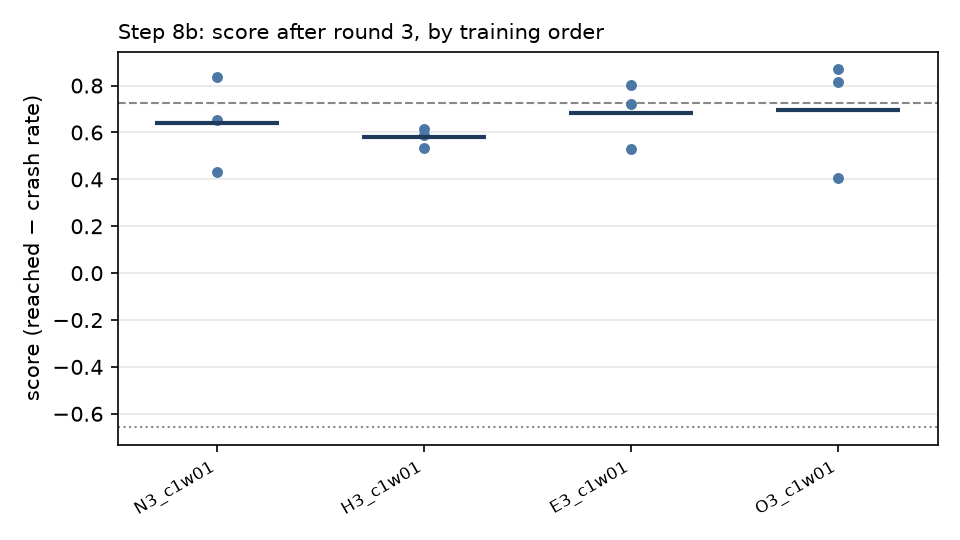 Step 8b: score after round 3, by training order
score (reached − crash rate)
0.8
0.6
0.4
0.2
0.0
−0.2
−0.4
−0.6
N3_c1w01
H3_c1w01
E3_c1w01
O3_c1w01